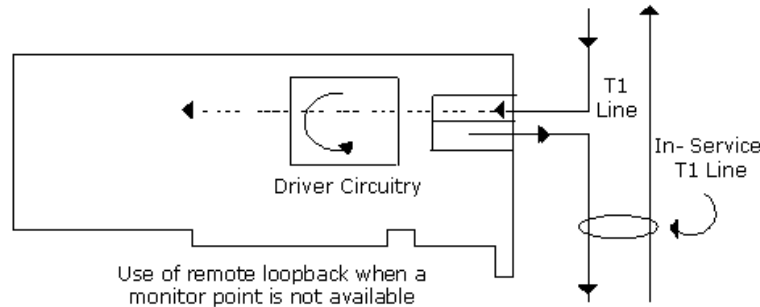 T1
Line
In- Service
T1 Line
Driver Circuitry
Use of remote loopback when a
monitor point is not available